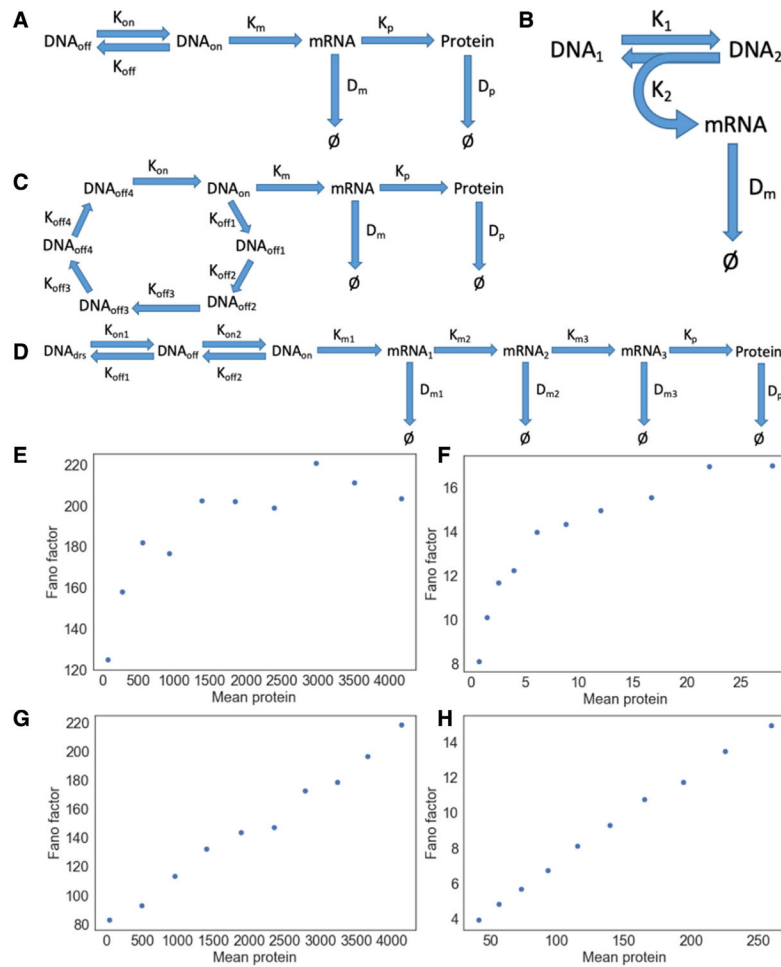 A
DNAoff
Kon
Koff
DNAon
Km
mRNA
Kp
Protein
Dm
Dp
Ø
Ø
B
DNA1
K1
DNA2
K2
mRNA
Dm
Ø
C
DNAoff4
Kon
DNAon
Km
mRNA
Kp
Protein
Koff4
Koff1
DNAoff4
DNAoff1
Dm
Dp
Koff3
Koff2
DNAoff3
Koff3
DNAoff2
Ø
Ø
D
DNAdrs
Kon1
Koff1
DNAoff
Kon2
Koff2
DNAon
Km1
mRNA1
Km2
mRNA2
Km3
mRNA3
Kp
Protein
Dm1
Dm2
Dm3
Dp
Ø
Ø
Ø
Ø
E
220
200
180
160
140
120
Fano factor
0 500 1000 1500 2000 2500 3000 3500 4000
Mean protein
F
16
14
12
10
8
Fano factor
0 5 10 15 20 25
Mean protein
G
220
200
180
160
140
120
100
80
Fano factor
0 500 1000 1500 2000 2500 3000 3500 4000
Mean protein
H
14
12
10
8
6
4
Fano factor
50 100 150 200 250
Mean protein